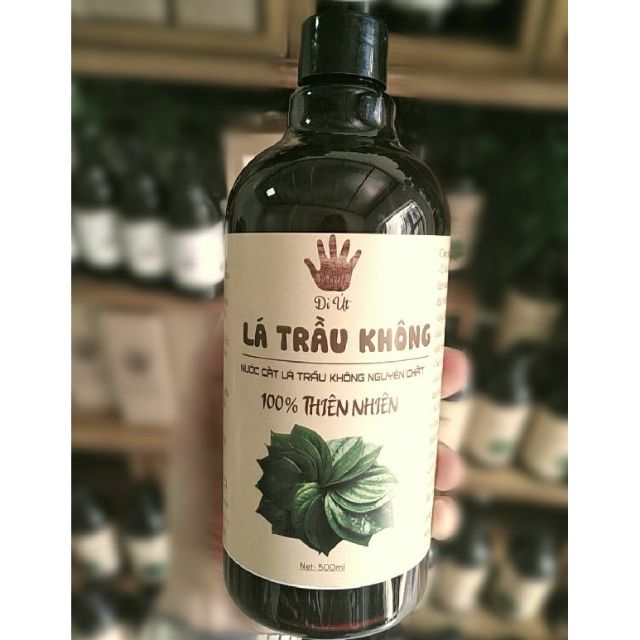 Dì Út
LÁ TRẦU KHÔNG
NƯỚC CẤT LÁ TRẦU KHÔNG NGUYÊN CHẤT
100% THIÊN NHIÊN
Net: 500ml